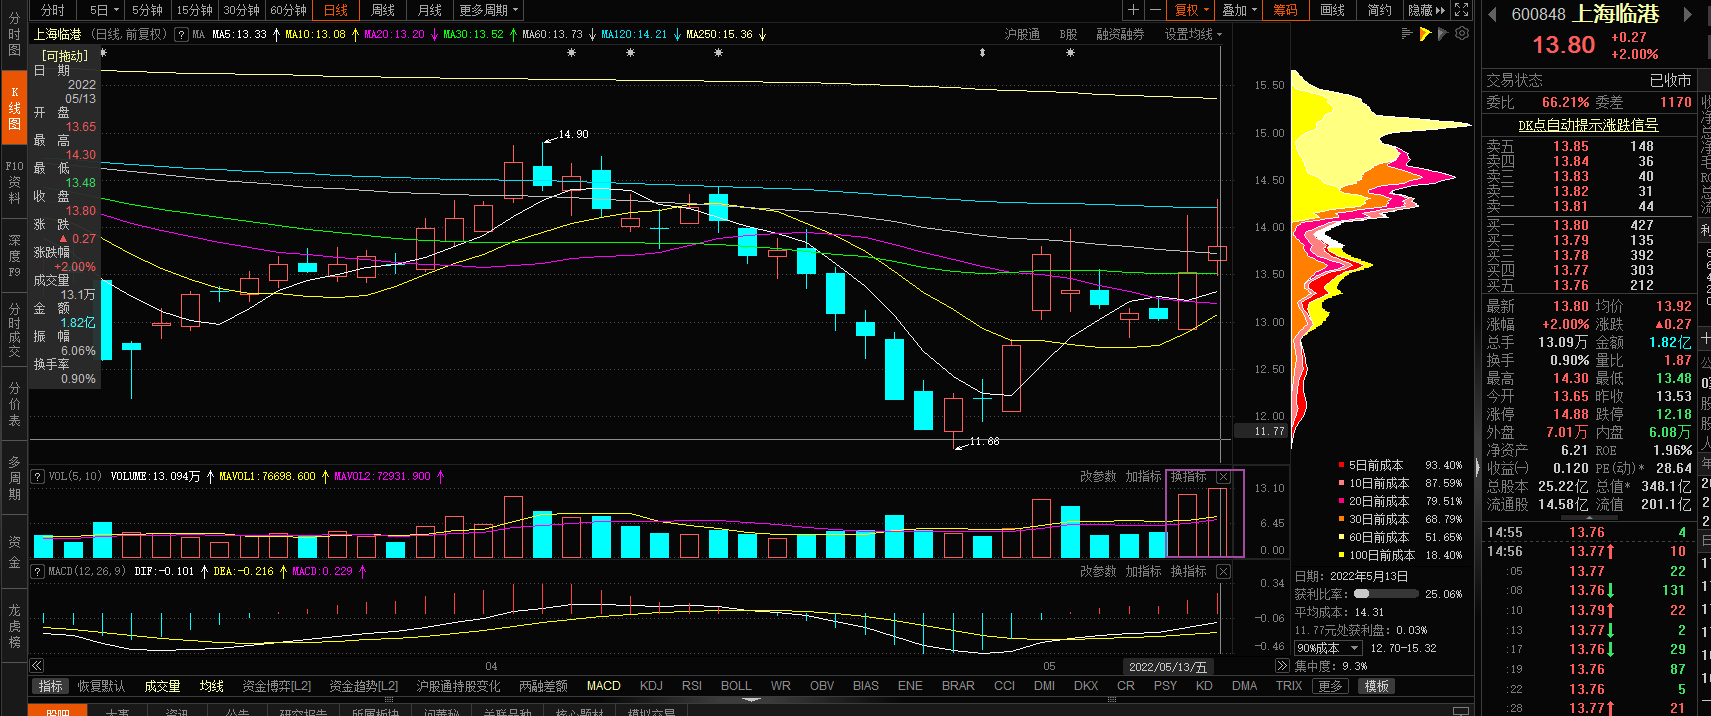 分时 5日 5分钟 15分钟 30分钟 60分钟 日线 周线 月线 更多周期 复权 叠加 筹码 画线 简约 隐藏
上海临港 (日线,前复权) ? MA MA5:13.33 MA10:13.08 MA20:13.20 MA30:13.52 MA60:13.73 MA120:14.21 MA250:15.36 沪股通 B股 融资融券 设置均线
分时图
K线图
F10资料
深度F9
分时成交
分价表
多周期
资金
龙虎榜
[可拖动]
日 期
2022
05/13
开 盘
13.65
最 高
14.30
最 低
13.48
收 盘
13.80
涨 跌
▲0.27
涨跌幅
+2.00%
成交量
13.1万
金 额
1.82亿
振 幅
6.06%
换手率
0.90%
14.90
11.66
15.50
15.00
14.50
14.00
13.50
13.00
12.50
12.00
11.77
? VOL(5,10) VOLUME:13.094万 MAVOL1:76698.600 MAVOL2:72931.900 改参数 加指标 换指标
13.10
6.45
0.00
? MACD(12,26,9) DIF:-0.101 DEA:-0.216 MACD:0.229 改参数 加指标 换指标
0.34
-0.06
-0.46
04 05 2022/05/13/五
5日前成本 93.40%
10日前成本 87.59%
20日前成本 79.51%
30日前成本 68.79%
60日前成本 51.65%
100日前成本 18.40%
日期: 2022年5月13日
获利比率: 25.06%
平均成本: 14.31
11.77元处获利盘: 0.03%
90%成本 12.70-15.32
集中度: 9.3%
指标 恢复默认 成交量 均线 资金博弈[L2] 资金趋势[L2] 沪股通持股变化 两融差额 MACD KDJ RSI BOLL WR OBV BIAS ENE BRAR CCI DMI DKX CR PSY KD DMA TRIX 更多 模板
股吧 大事 资讯 公告 研究报告 所属板块 问董秘 关联品种 核心题材 模拟交易
600848 上海临港
13.80 +0.27
+2.00%
交易状态 已收市
委比 66.21% 委差 1170
DK点自动提示涨跌信号
卖五 13.85 148
卖四 13.84 36
卖三 13.83 40
卖二 13.82 31
卖一 13.81 44
买一 13.80 427
买二 13.79 135
买三 13.78 392
买四 13.77 303
买五 13.76 212
最新 13.80 均价 13.92
涨幅 +2.00% 涨跌 ▲0.27
总手 13.09万 金额 1.82亿
换手 0.90% 量比 1.87
最高 14.30 最低 13.48
今开 13.65 昨收 13.53
涨停 14.88 跌停 12.18
外盘 7.01万 内盘 6.08万
净资产 6.21 ROE 1.96%
收益㈠ 0.120 PE(动)* 28.64
总股本 25.22亿 总值* 348.1亿
流通股 14.58亿 流值 201.1亿
14:55 13.76 4
14:56 13.77 10
:05 13.77 22
:08 13.76 131
:10 13.79 22
:13 13.77 2
:17 13.76 29
:19 13.76 87
:22 13.76 5
:28 13.77 21